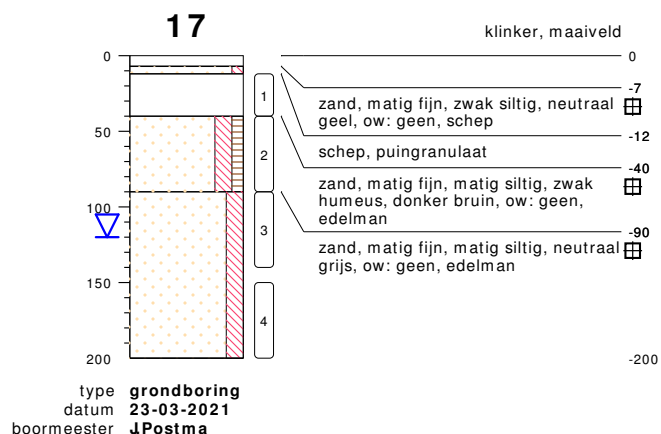 17
klinker, maaiveld
0
0
-7
zand, matig fijn, zwak siltig, neutraal
geel, ow: geen, schep
1
-12
50
schep, puingranulaat
2
-40
zand, matig fijn, matig siltig, zwak
humeus, donker bruin, ow: geen,
edelman
100
3
-90
zand, matig fijn, matig siltig, neutraal
grijs, ow: geen, edelman
150
4
200
-200
type grondboring
datum 23-03-2021
boormeester JPostma